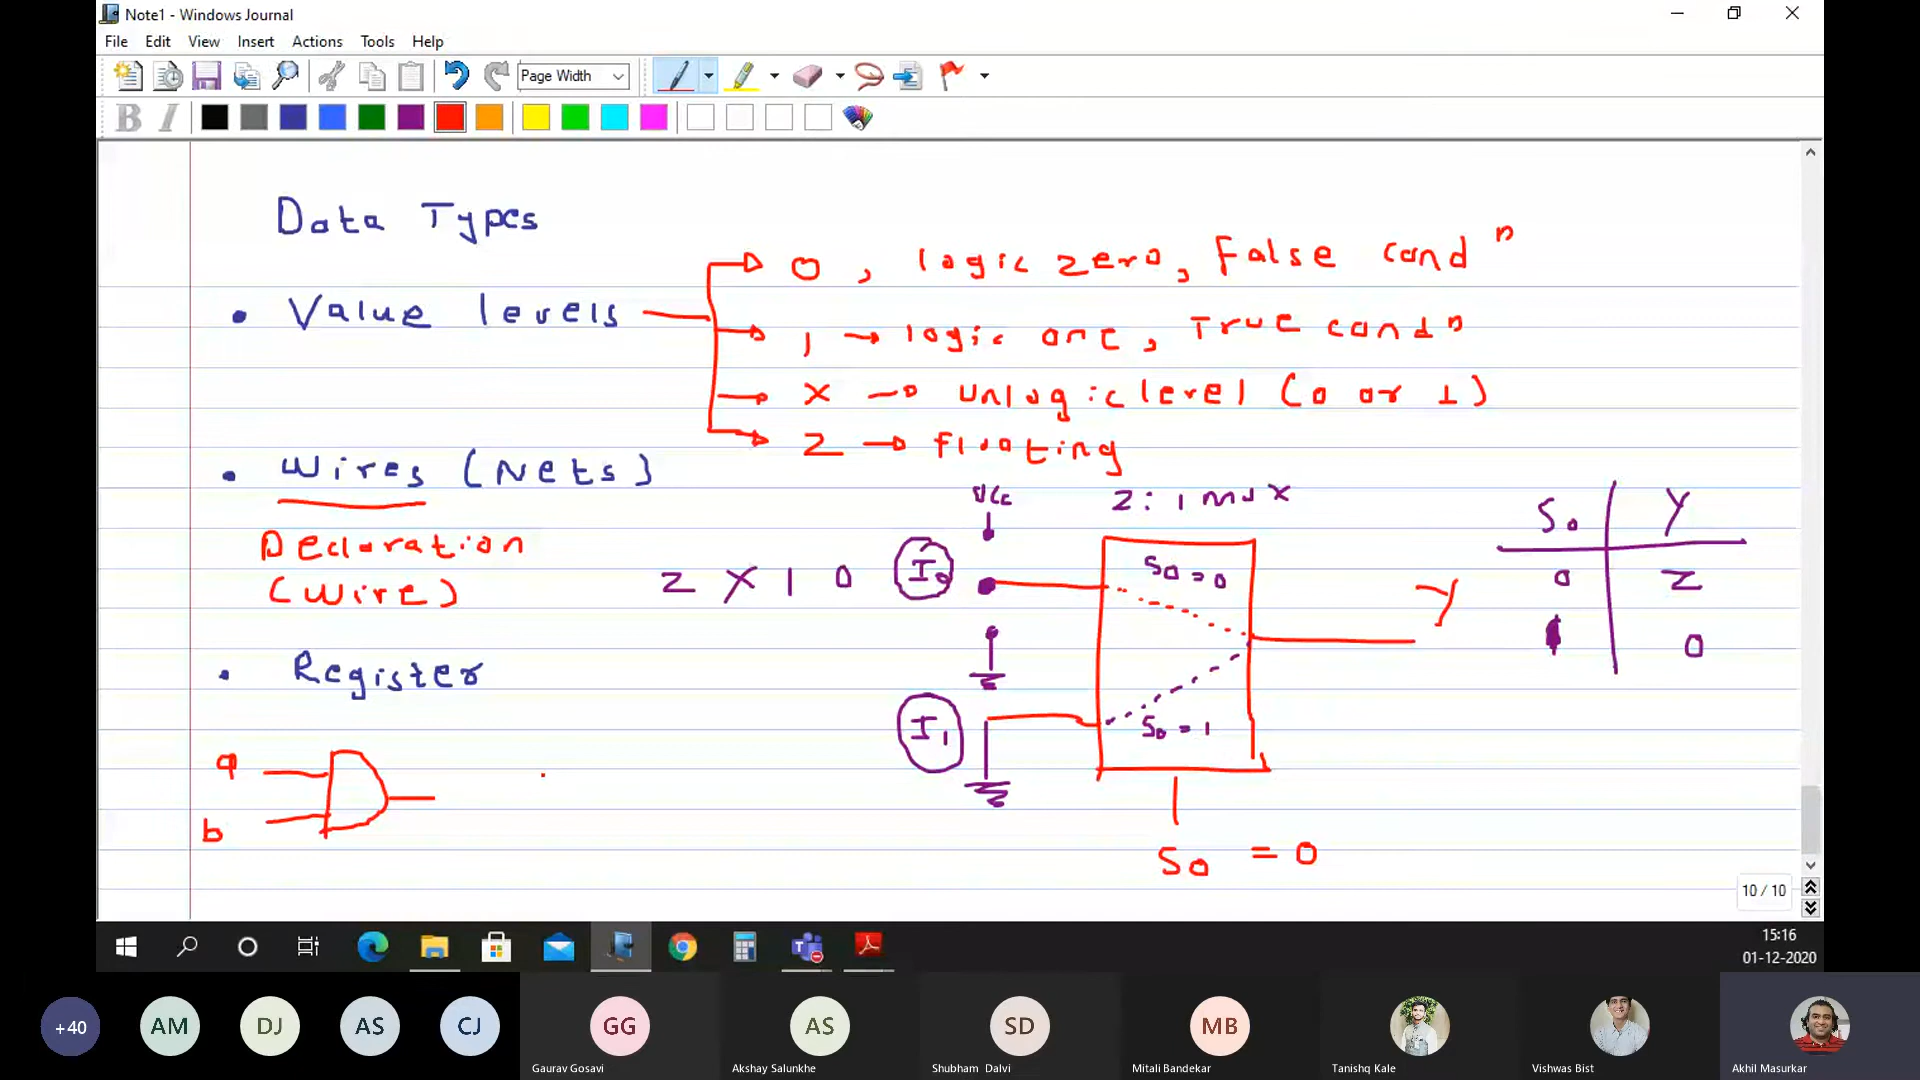 Note1 - Windows Journal
File Edit View Insert Actions Tools Help
Page Width
B I
Data Types
0 , logic zero, False cond n
• Value levels
1 → logic one, True cond n
x → unlogic level (0 or 1)
Z → floating
• Wires (Nets)
Vcc
2:1 mux
S0 Y
Declaration
(Wire)
Z X 1 0
I0
S0 = 0
Y
0 Z
1 0
• Register
I1
S0 = 1
a
b
S0 = 0
10 / 10
15:16
01-12-2020
+40 AM DJ AS CJ GG AS SD MB
Gaurav Gosavi Akshay Salunkhe Shubham Dalvi Mitali Bandekar Tanishq Kale Vishwas Bist Akhil Masurkar